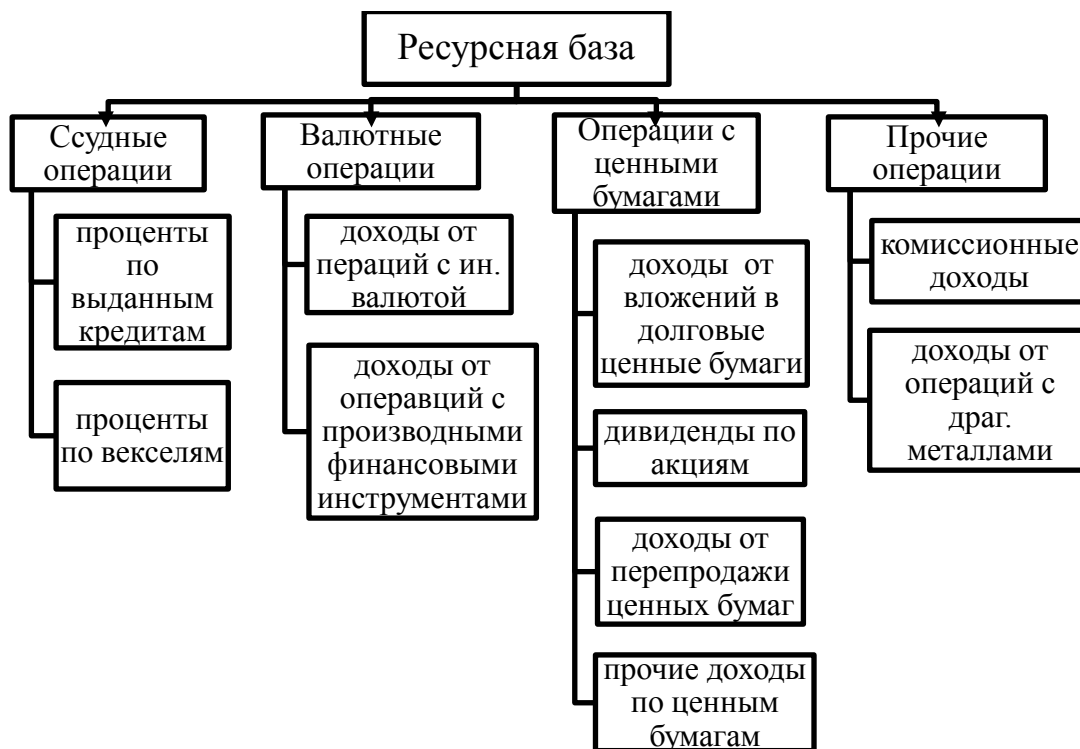 Ресурсная база
Ссудные
операции
Валютные
операции
Операции с
ценными
бумагами
Прочие
операции
проценты
по
выданным
кредитам
проценты
по векселям
доходы от
пераций с ин.
валютой
доходы от
операвций с
производными
финансовыми
инструментами
доходы от
вложений в
долговые
ценные бумаги
дивиденды по
акциям
доходы от
перепродажи
ценных бумаг
прочие доходы
по ценным
бумагам
комиссионные
доходы
доходы от
операций с
драг.
металлами